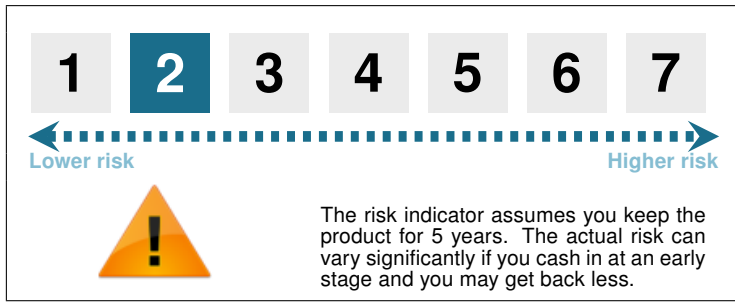 1 2 3 4 5 6 7
Lower risk Higher risk
!
The risk indicator assumes you keep the
product for 5 years. The actual risk can
vary significantly if you cash in at an early
stage and you may get back less.